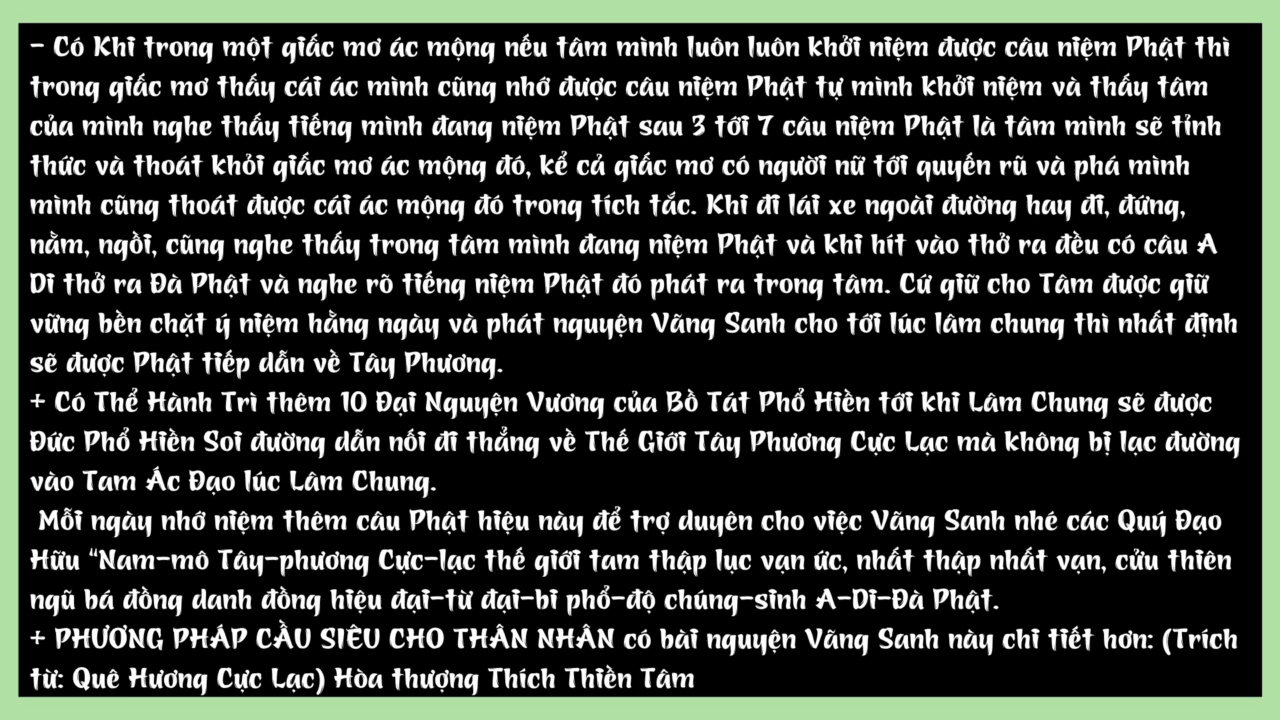 - Có Khi trong một giấc mơ ác mộng nếu tâm mình luôn luôn khởi niệm được câu niệm Phật thì
trong giấc mơ thấy cái ác mình cũng nhớ được câu niệm Phật tự mình khởi niệm và thấy tâm
của mình nghe thấy tiếng mình đang niệm Phật sau 3 tới 7 câu niệm Phật là tâm mình sẽ tỉnh
thức và thoát khỏi giấc mơ ác mộng đó, kể cả giấc mơ có người nữ tới quyến rũ và phá mình
mình cũng thoát được cái ác mộng đó trong tích tắc. Khi đi lái xe ngoài đường hay đi, đứng,
nằm, ngồi, cũng nghe thấy trong tâm mình đang niệm Phật và khi hít vào thở ra đều có câu A
Di thở ra Đà Phật và nghe rõ tiếng niệm Phật đó phát ra trong tâm. Cứ giữ cho Tâm được giữ
vững bền chặt ý niệm hằng ngày và phát nguyện Vãng Sanh cho tới lúc lâm chung thì nhất định
sẽ được Phật tiếp dẫn về Tây Phương.
+ Có Thể Hành Trì thêm 10 Đại Nguyện Vương của Bồ Tát Phổ Hiền tới khi Lâm Chung sẽ được
Đức Phổ Hiền Soi đường dẫn nối đi thẳng về Thế Giới Tây Phương Cực Lạc mà không bị lạc đường
vào Tam Ác Đạo lúc Lâm Chung.
Mỗi ngày nhớ niệm thêm câu Phật hiệu này để trợ duyên cho việc Vãng Sanh nhé các Quý Đạo
Hữu "Nam-mô Tây-phương Cực-lạc thế giới tam thập lục vạn ức, nhất thập nhất vạn, cửu thiên
ngũ bá đồng danh đồng hiệu đại-từ đại-bi phổ-độ chúng-sinh A-Di-Đà Phật.
+ PHƯƠNG PHÁP CẦU SIÊU CHO THÂN NHÂN có bài nguyện Vãng Sanh này chi tiết hơn: (Trích
từ: Quê Hương Cực Lạc) Hòa thượng Thích Thiền Tâm